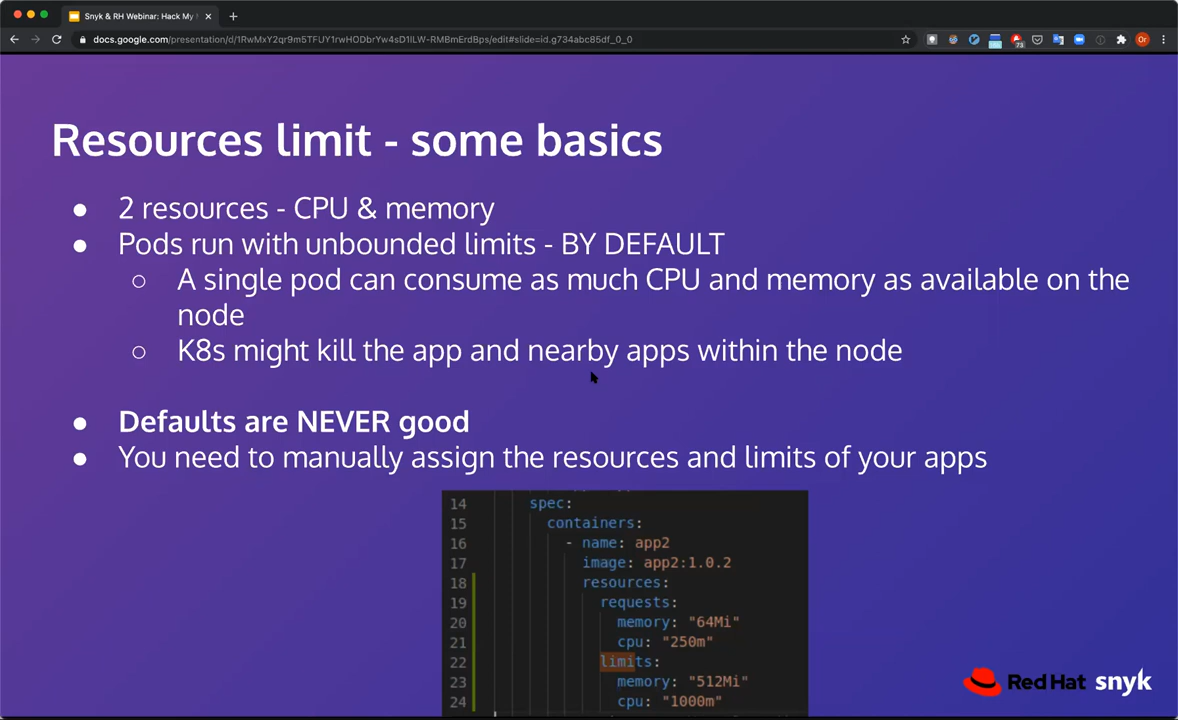 Snyk & RH Webinar: Hack My
docs.google.com/presentation/d/1RwMxY2qr9m5TFUY1rwHODbrYw4sD1ILW-RMBmErdBps/edit#slide=id.g734abc85df_0_0
73
Or
Resources limit - some basics
● 2 resources - CPU & memory
● Pods run with unbounded limits - BY DEFAULT
○ A single pod can consume as much CPU and memory as available on the
node
○ K8s might kill the app and nearby apps within the node
● Defaults are NEVER good
● You need to manually assign the resources and limits of your apps
14 spec:
15 containers:
16 - name: app2
17 image: app2:1.0.2
18 resources:
19 requests:
20 memory: "64Mi"
21 cpu: "250m"
22 limits:
23 memory: "512Mi"
24 cpu: "1000m"
Red Hat snyk